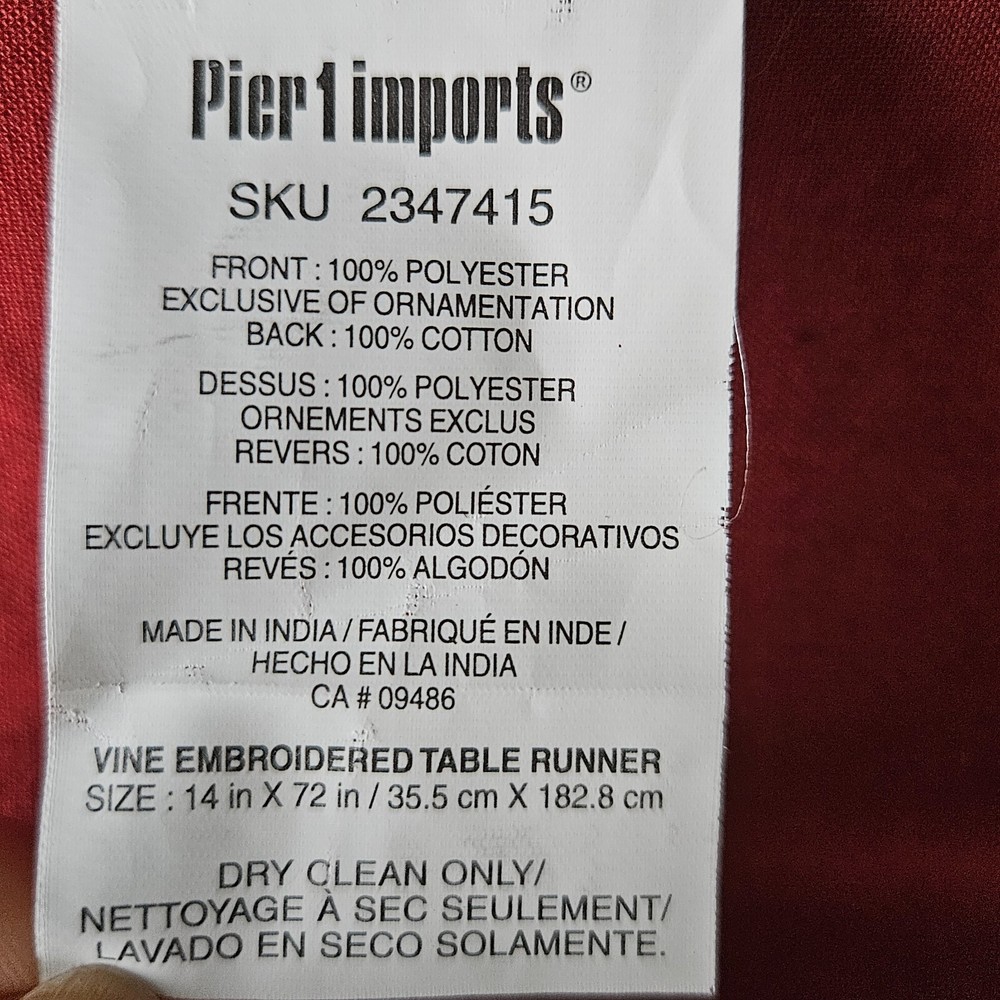 Pier 1 imports®
SKU 2347415
FRONT : 100% POLYESTER
EXCLUSIVE OF ORNAMENTATION
BACK : 100% COTTON
DESSUS : 100% POLYESTER
ORNEMENTS EXCLUS
REVERS : 100% COTON
FRENTE : 100% POLIÉSTER
EXCLUYE LOS ACCESORIOS DECORATIVOS
REVÉS : 100% ALGODÓN
MADE IN INDIA / FABRIQUÉ EN INDE /
HECHO EN LA INDIA
CA # 09486
VINE EMBROIDERED TABLE RUNNER
SIZE : 14 in X 72 in / 35.5 cm X 182.8 cm
DRY CLEAN ONLY/
NETTOYAGE À SEC SEULEMENT/
LAVADO EN SECO SOLAMENTE.